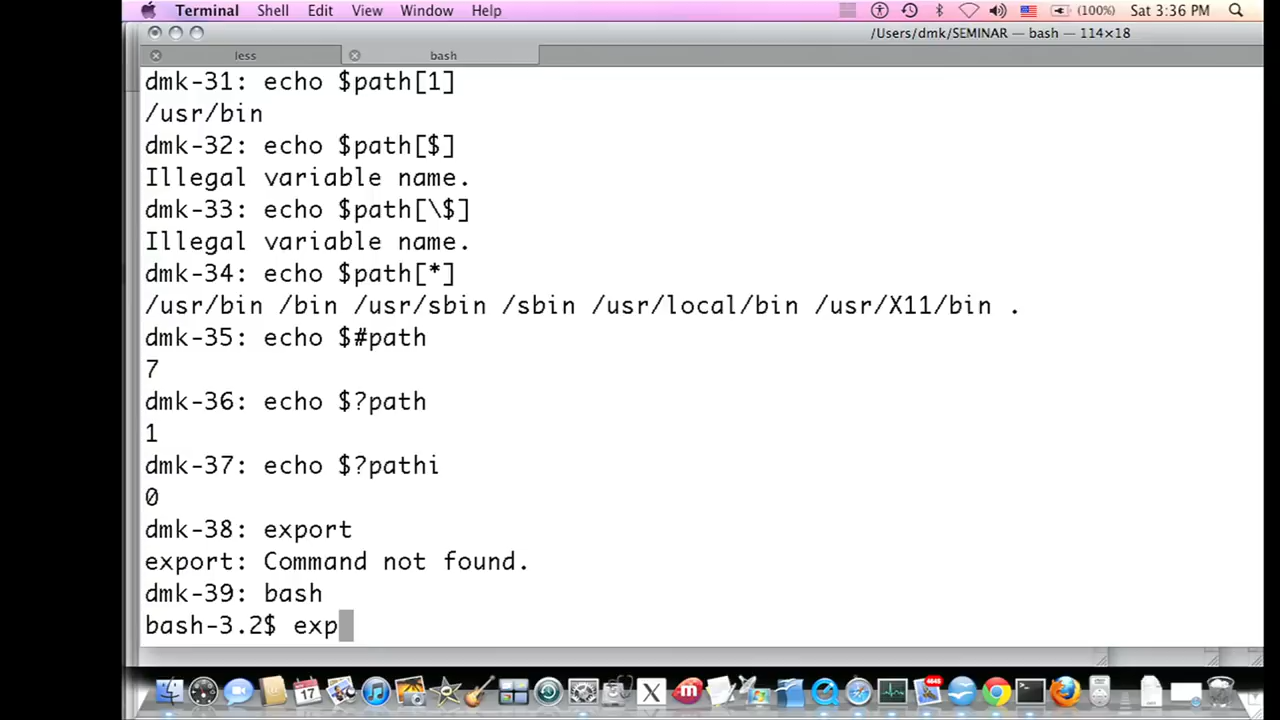 Terminal Shell Edit View Window Help (100%) Sat 3:36 PM
/Users/dmk/SEMINAR — bash — 114×18
less bash
dmk-31: echo $path[1]
/usr/bin
dmk-32: echo $path[$]
Illegal variable name.
dmk-33: echo $path[\$]
Illegal variable name.
dmk-34: echo $path[*]
/usr/bin /bin /usr/sbin /sbin /usr/local/bin /usr/X11/bin .
dmk-35: echo $#path
7
dmk-36: echo $?path
1
dmk-37: echo $?pathi
0
dmk-38: export
export: Command not found.
dmk-39: bash
bash-3.2$ exp
17